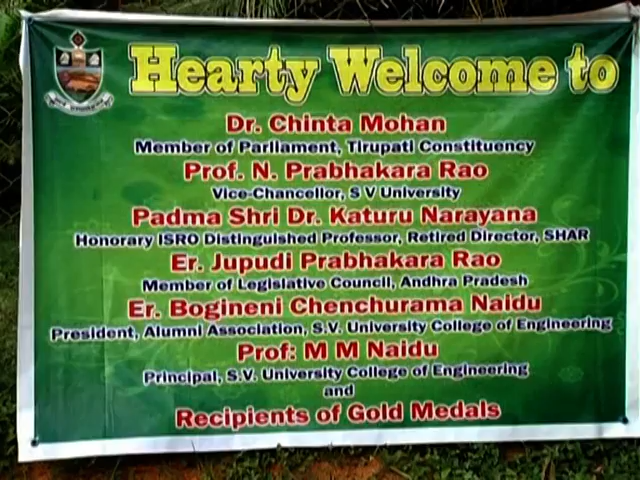 Hearty Welcome to
Dr. Chinta Mohan
Member of Parliament, Tirupati Constituency
Prof. N. Prabhakara Rao
Vice-Chancellor, S V University
Padma Shri Dr. Katuru Narayana
Honorary ISRO Distinguished Professor, Retired Director, SHAR
Er. Jupudi Prabhakara Rao
Member of Legislative Council, Andhra Pradesh
Er. Bogineni Chenchurama Naidu
President, Alumni Association, S.V. University College of Engineering
Prof: M M Naidu
Principal, S.V. University College of Engineering
and
Recipients of Gold Medals